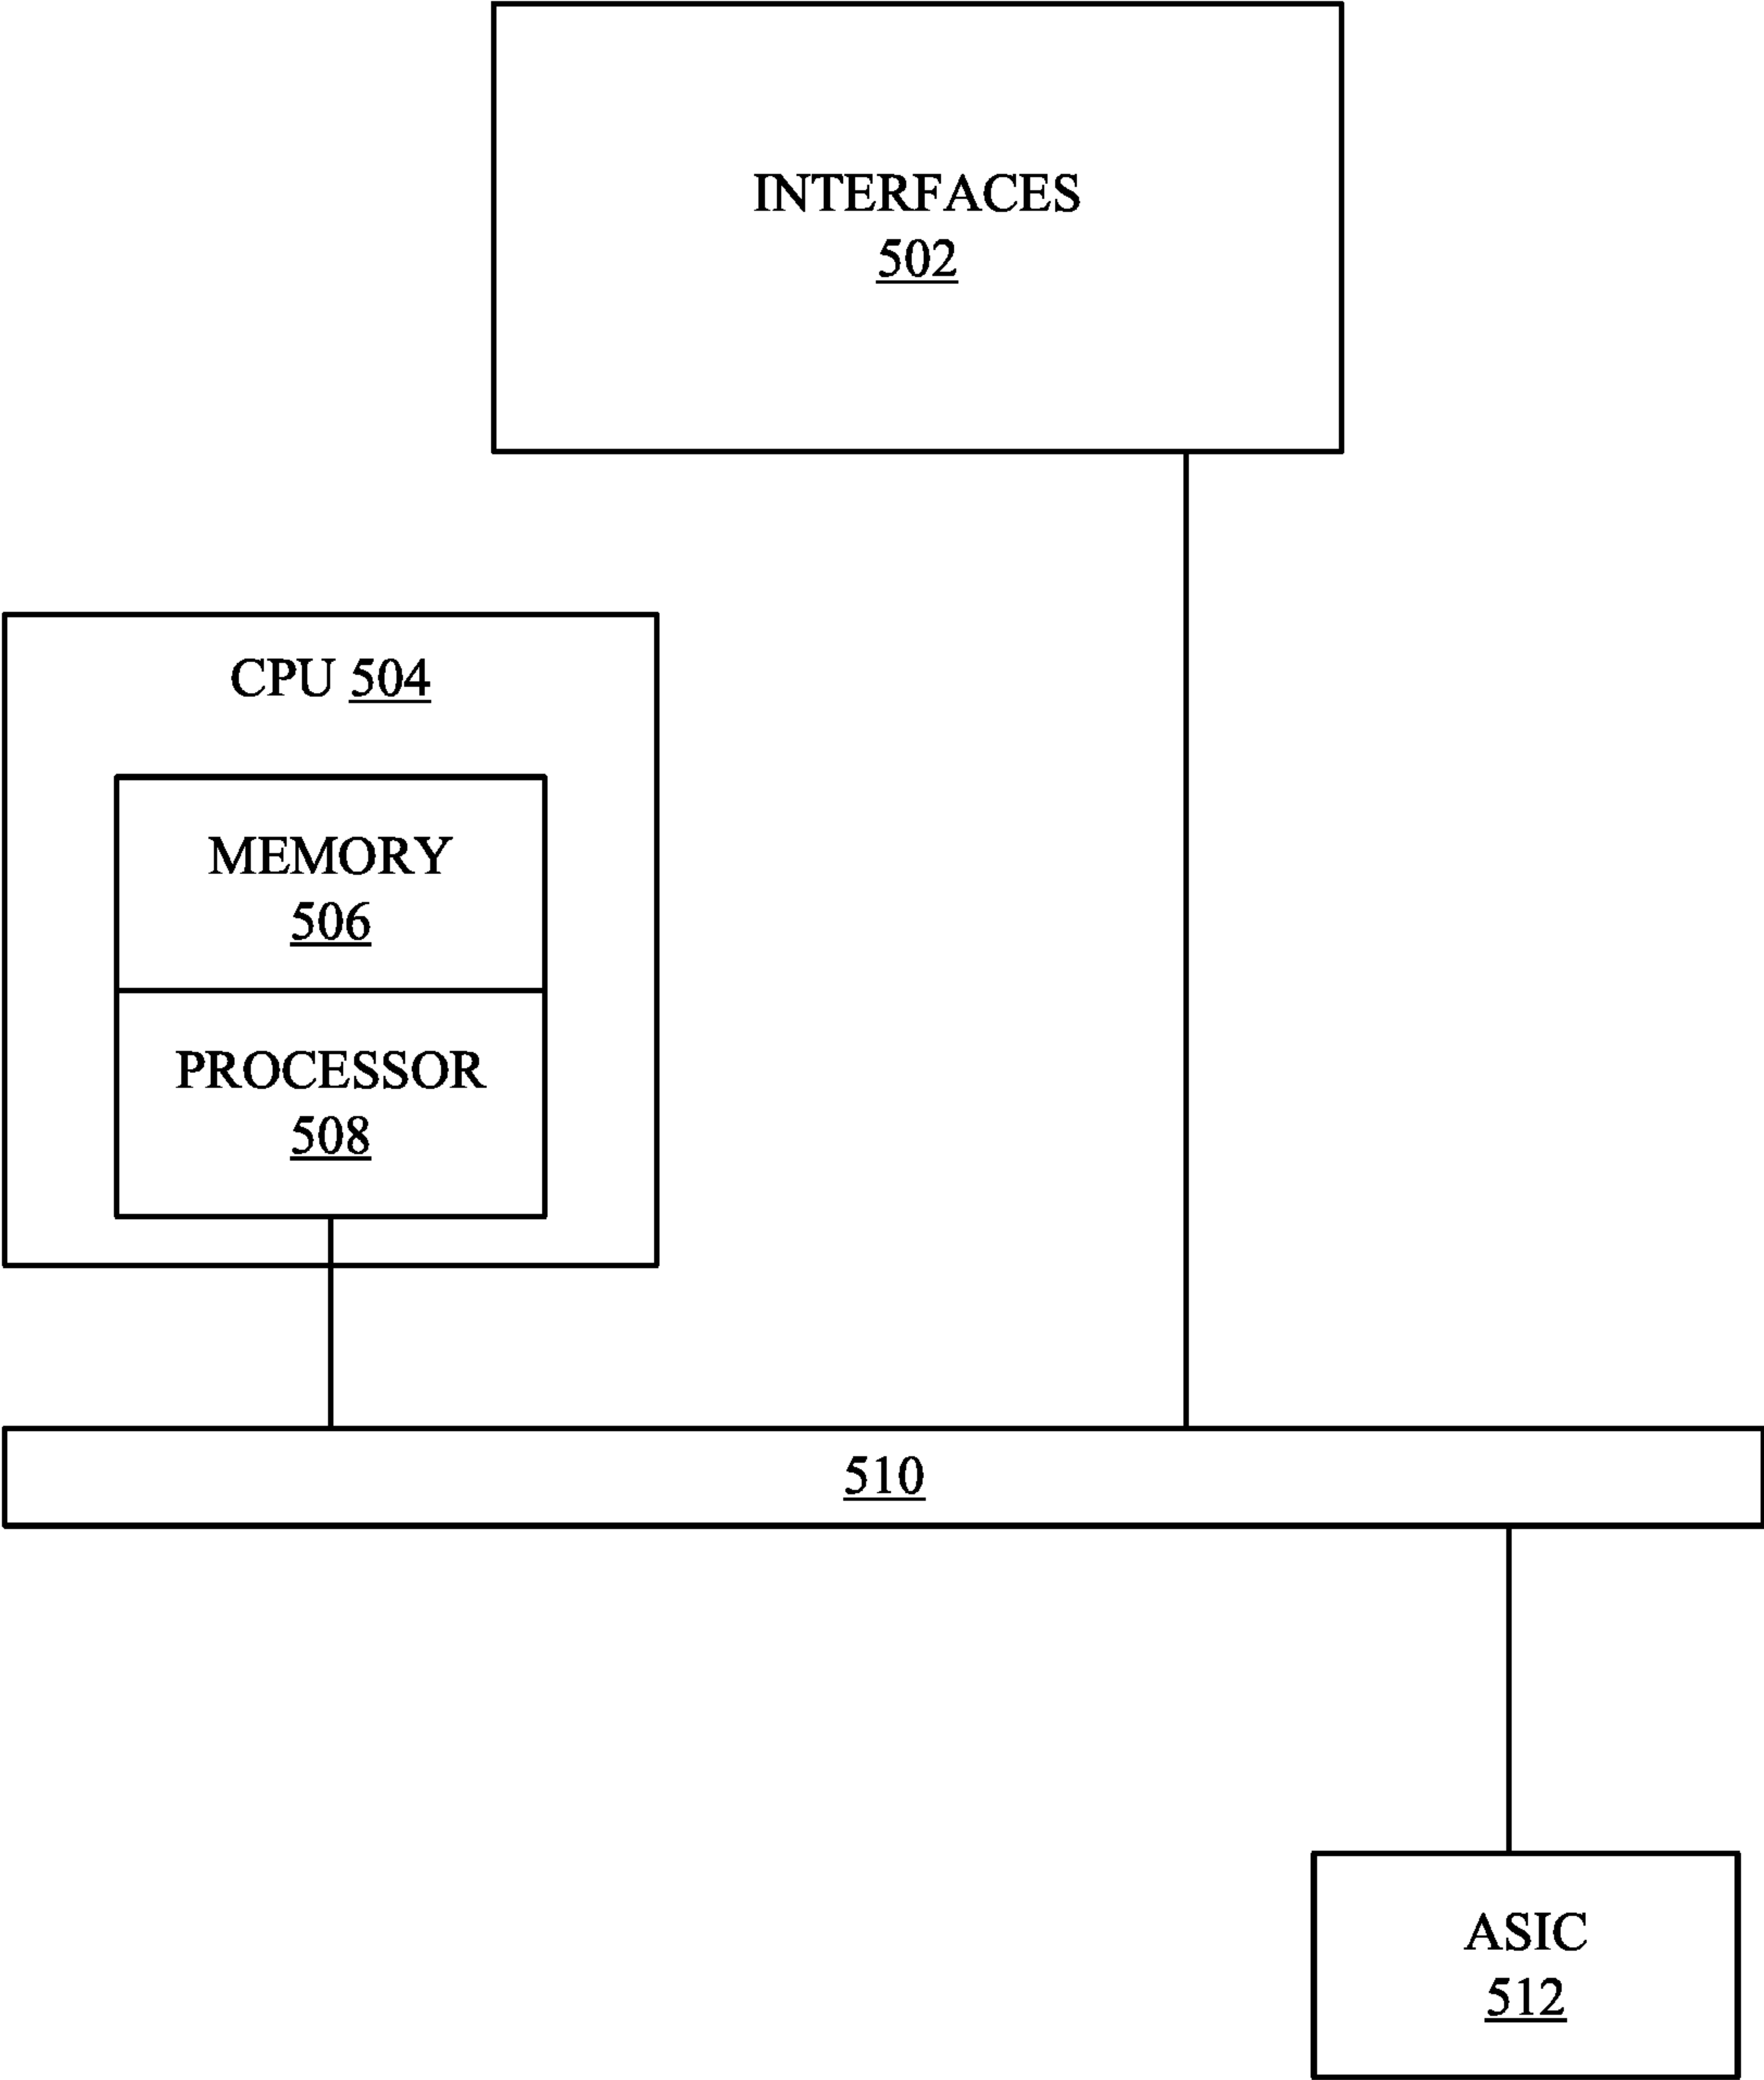 INTERFACES
502
CPU 504
MEMORY
506
PROCESSOR
508
510
ASIC
512